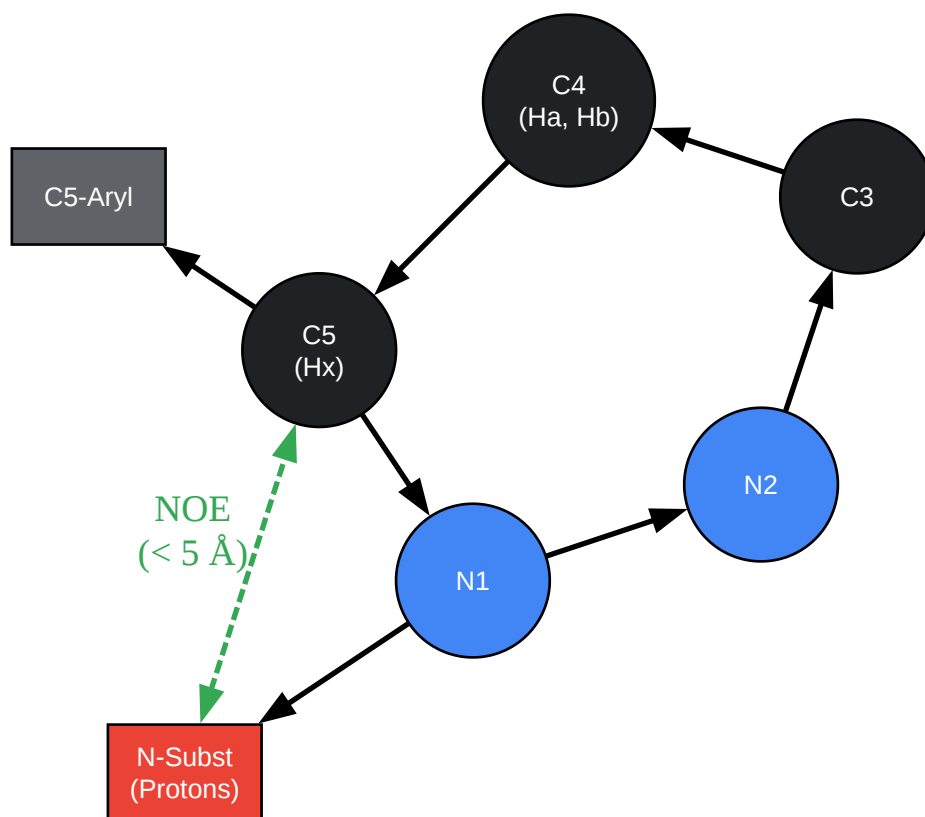 C4
(Ha, Hb)
C5-Aryl
C3
C5
(Hx)
N2
NOE
(< 5 Å)
N1
N-Subst
(Protons)